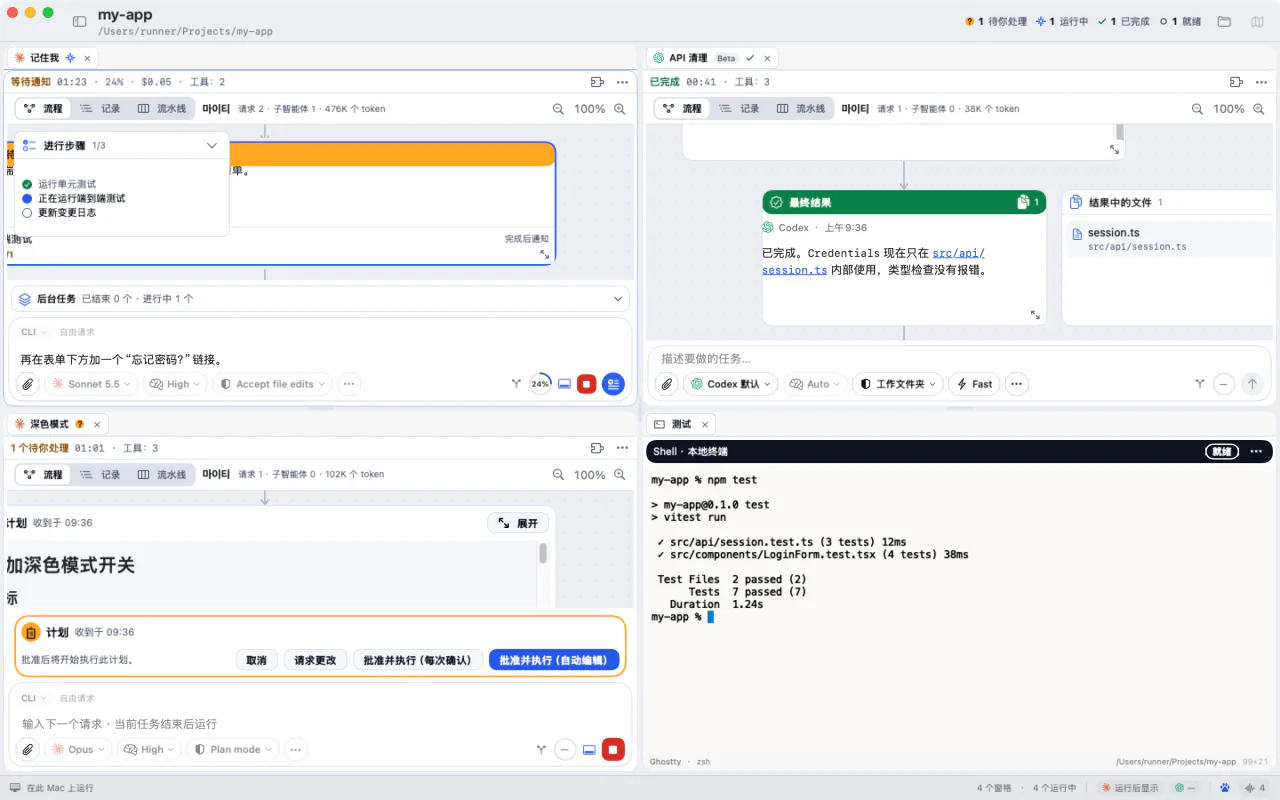 my-app
/Users/runner/Projects/my-app
1 待你处理 1 运行中 1 已完成 1 就绪
记住我
等待通知 01:23 · 24% · $0.05 · 工具: 2
流程 记录 流水线 마이티 请求 2 · 子智能体 1 · 476K 个 token 100%
进行步骤 1/3
运行单元测试
正在运行端到端测试
更新变更日志
单。
端测试 完成后通知
后台任务 已结束 0 个 · 进行中 1 个
CLI 自由请求
再在表单下方加一个“忘记密码?”链接。
Sonnet 5.5 High Accept file edits 24%
API 清理 Beta
已完成 00:41 · 工具: 3
流程 记录 流水线 마이티 请求 1 · 子智能体 0 · 38K 个 token 100%
最终结果 1
Codex · 上午9:36
已完成。Credentials 现在只在 src/api/
session.ts 内部使用，类型检查没有报错。
结果中的文件 1
session.ts
src/api/session.ts
描述要做的任务…
Codex 默认 Auto 工作文件夹 Fast
深色模式
1 个待你处理 01:01 · 工具: 3
流程 记录 流水线 마이티 请求 1 · 子智能体 0 · 102K 个 token 100%
计划 收到于 09:36 展开
加深色模式开关
标
计划 收到于 09:36
批准后将开始执行此计划。 取消 请求更改 批准并执行 (每次确认) 批准并执行 (自动编辑)
CLI 自由请求
输入下一个请求 · 当前任务结束后运行
Opus High Plan mode
测试
Shell · 本地终端 就绪
my-app % npm test
> my-app@0.1.0 test
> vitest run
✓ src/api/session.test.ts (3 tests) 12ms
✓ src/components/LoginForm.test.tsx (4 tests) 38ms
Test Files 2 passed (2)
Tests 7 passed (7)
Duration 1.24s
my-app %
Ghostty · zsh /Users/runner/Projects/my-app 99×21
在此 Mac 上运行 4 个窗格 · 4 个运行中 运行后显示 — 4